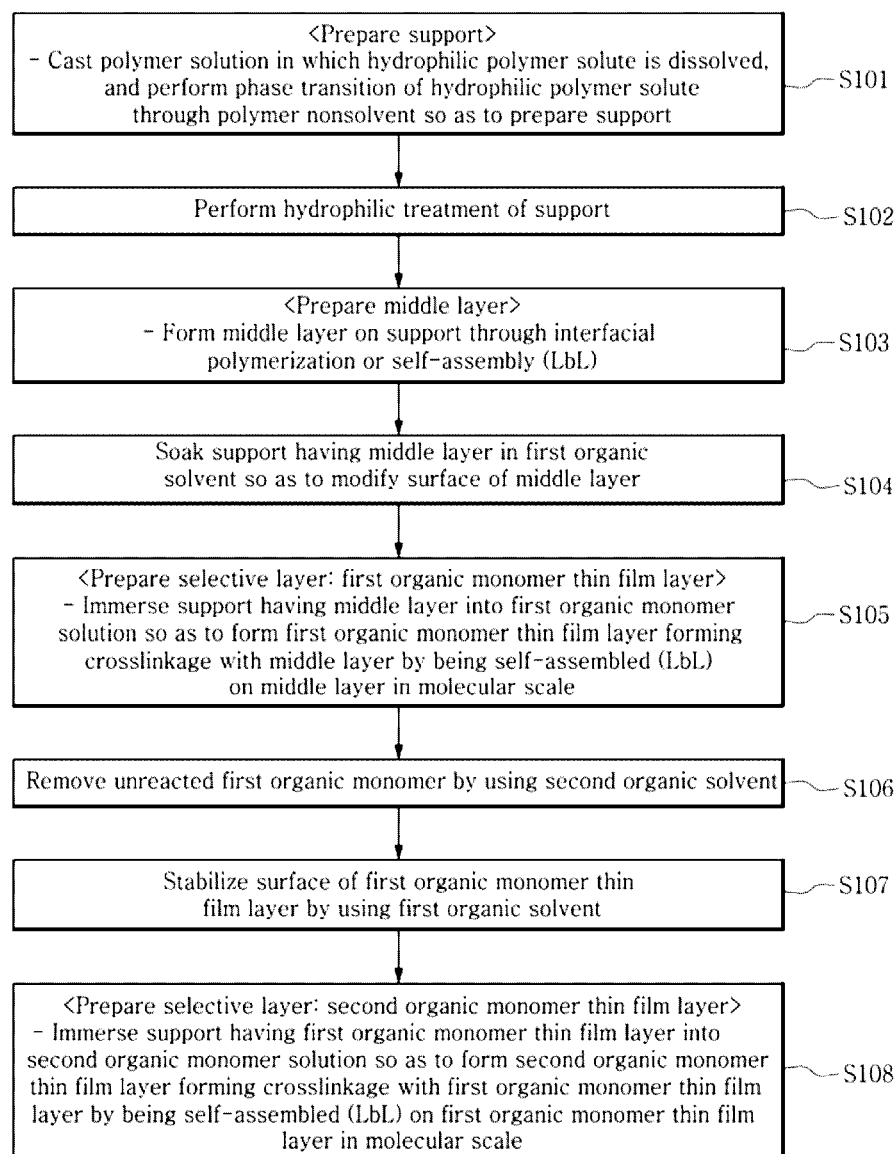 <Prepare support>
- Cast polymer solution in which hydrophilic polymer solute is dissolved,
and perform phase transition of hydrophilic polymer solute
through polymer nonsolvent so as to prepare support
S101
Perform hydrophilic treatment of support
S102
<Prepare middle layer>
- Form middle layer on support through interfacial
polymerization or self-assembly (LbL)
S103
Soak support having middle layer in first organic
solvent so as to modify surface of middle layer
S104
<Prepare selective layer: first organic monomer thin film layer>
- Immerse support having middle layer into first organic monomer
solution so as to form first organic monomer thin film layer forming
crosslinkage with middle layer by being self-assembled (LbL)
on middle layer in molecular scale
S105
Remove unreacted first organic monomer by using second organic solvent
S106
Stabilize surface of first organic monomer thin
film layer by using first organic solvent
S107
<Prepare selective layer: second organic monomer thin film layer>
- Immerse support having first organic monomer thin film layer into
second organic monomer solution so as to form second organic monomer
thin film layer forming crosslinkage with first organic monomer thin film
layer by being self-assembled (LbL) on first organic monomer thin film
layer in molecular scale
S108